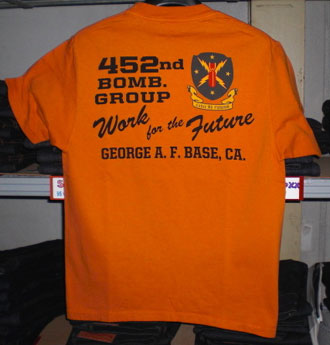 452nd
BOMB.
GROUP
Work for the Future
GEORGE A. F. BASE, CA.